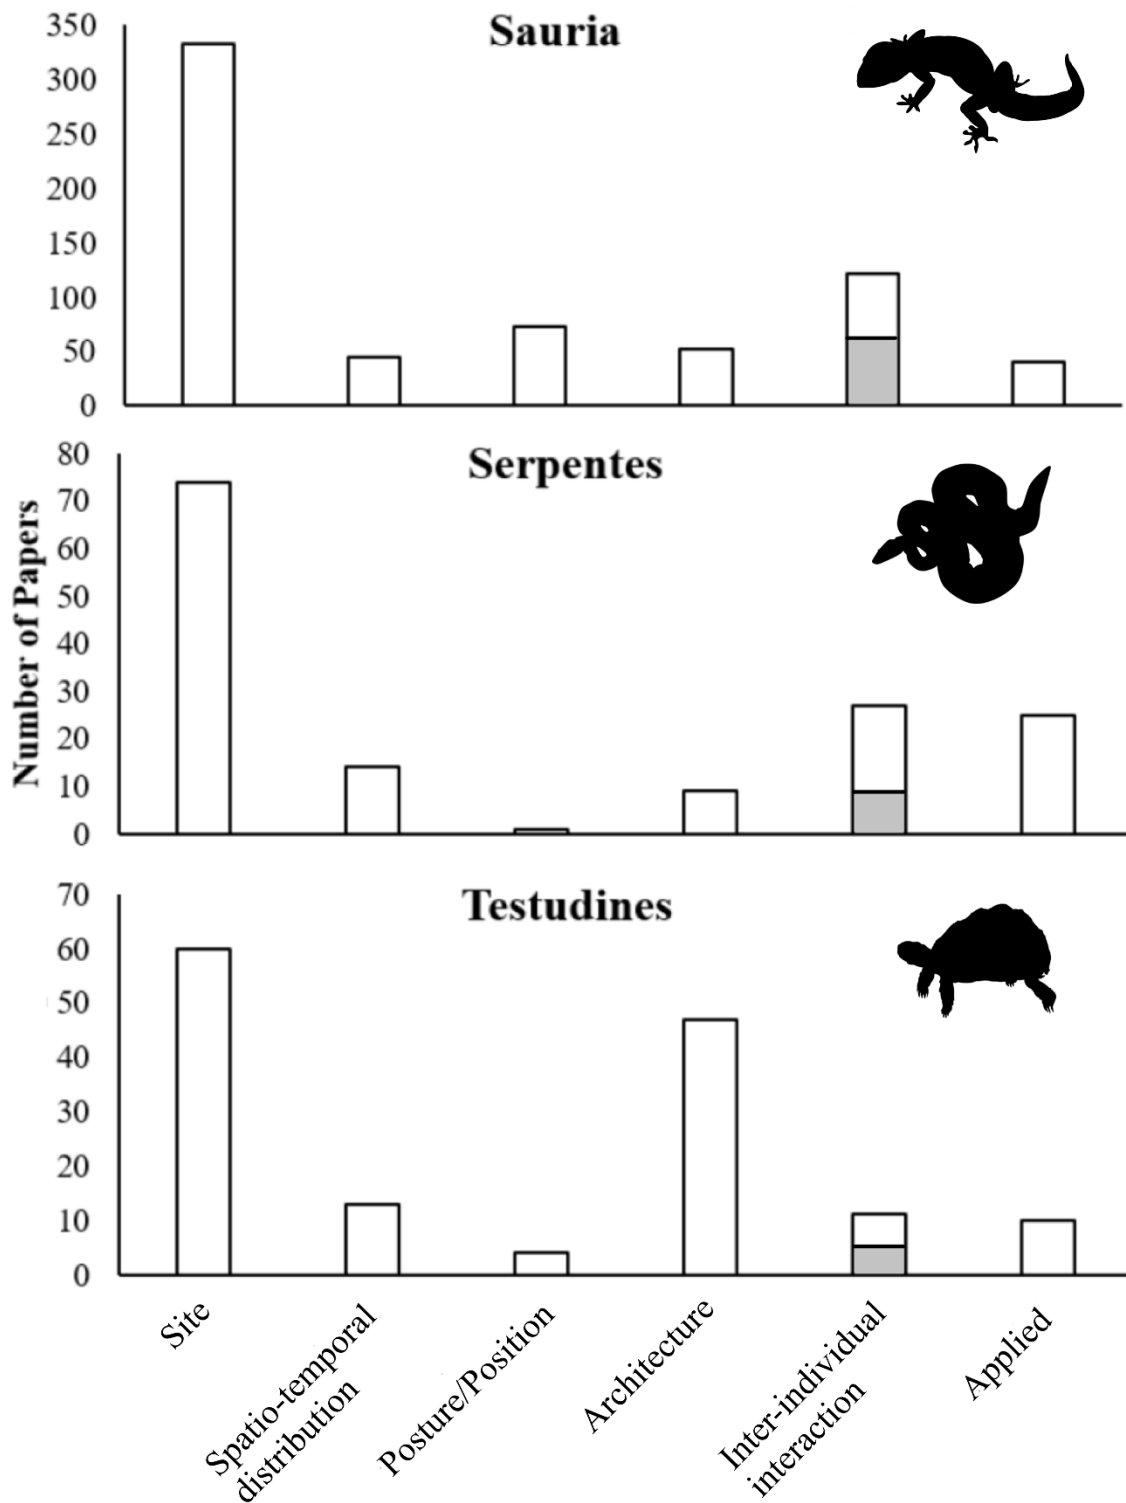 Sauria
350
300
250
200
150
100
50
0
Number of Papers
Serpentes
80
70
60
50
40
30
20
10
0
Testudines
70
60
50
40
30
20
10
0
Site
Spatio-temporal
distribution
Posture/Position
Architecture
Inter-individual
interaction
Applied